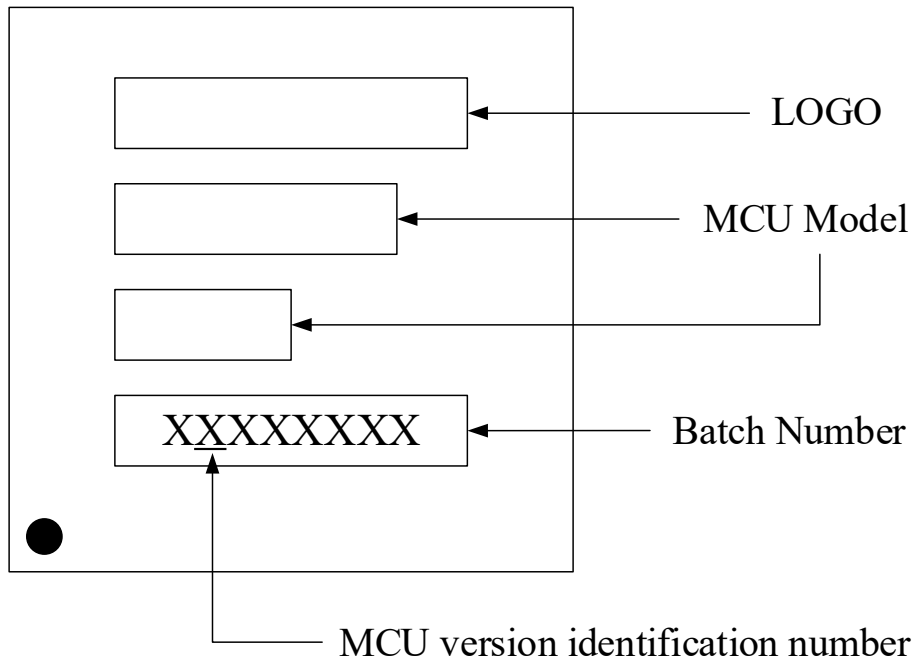 LOGO
MCU Model
XXXXXXXX
Batch Number
MCU version identification number